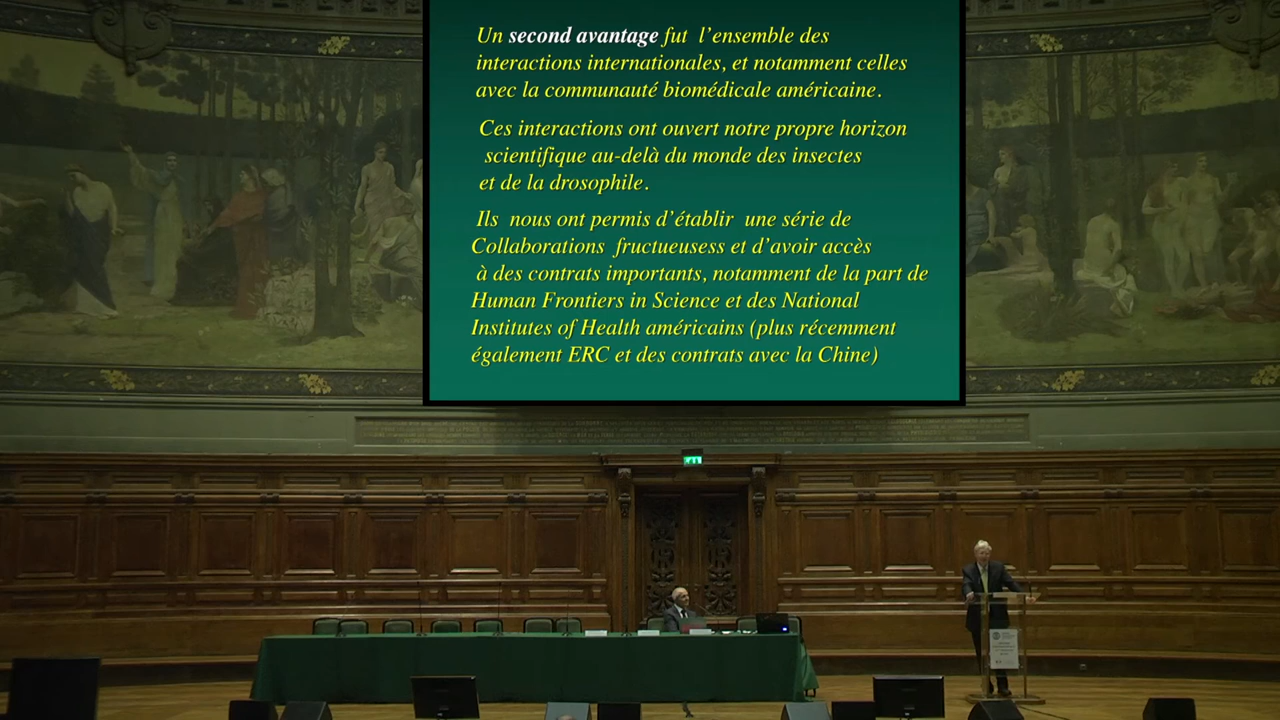 Un second avantage fut l'ensemble des
interactions internationales, et notamment celles
avec la communauté biomédicale américaine.
Ces interactions ont ouvert notre propre horizon
scientifique au-delà du monde des insectes
et de la drosophile.
Ils nous ont permis d'établir une série de
Collaborations fructueusess et d'avoir accès
à des contrats importants, notamment de la part de
Human Frontiers in Science et des National
Institutes of Health américains (plus récemment
également ERC et des contrats avec la Chine)